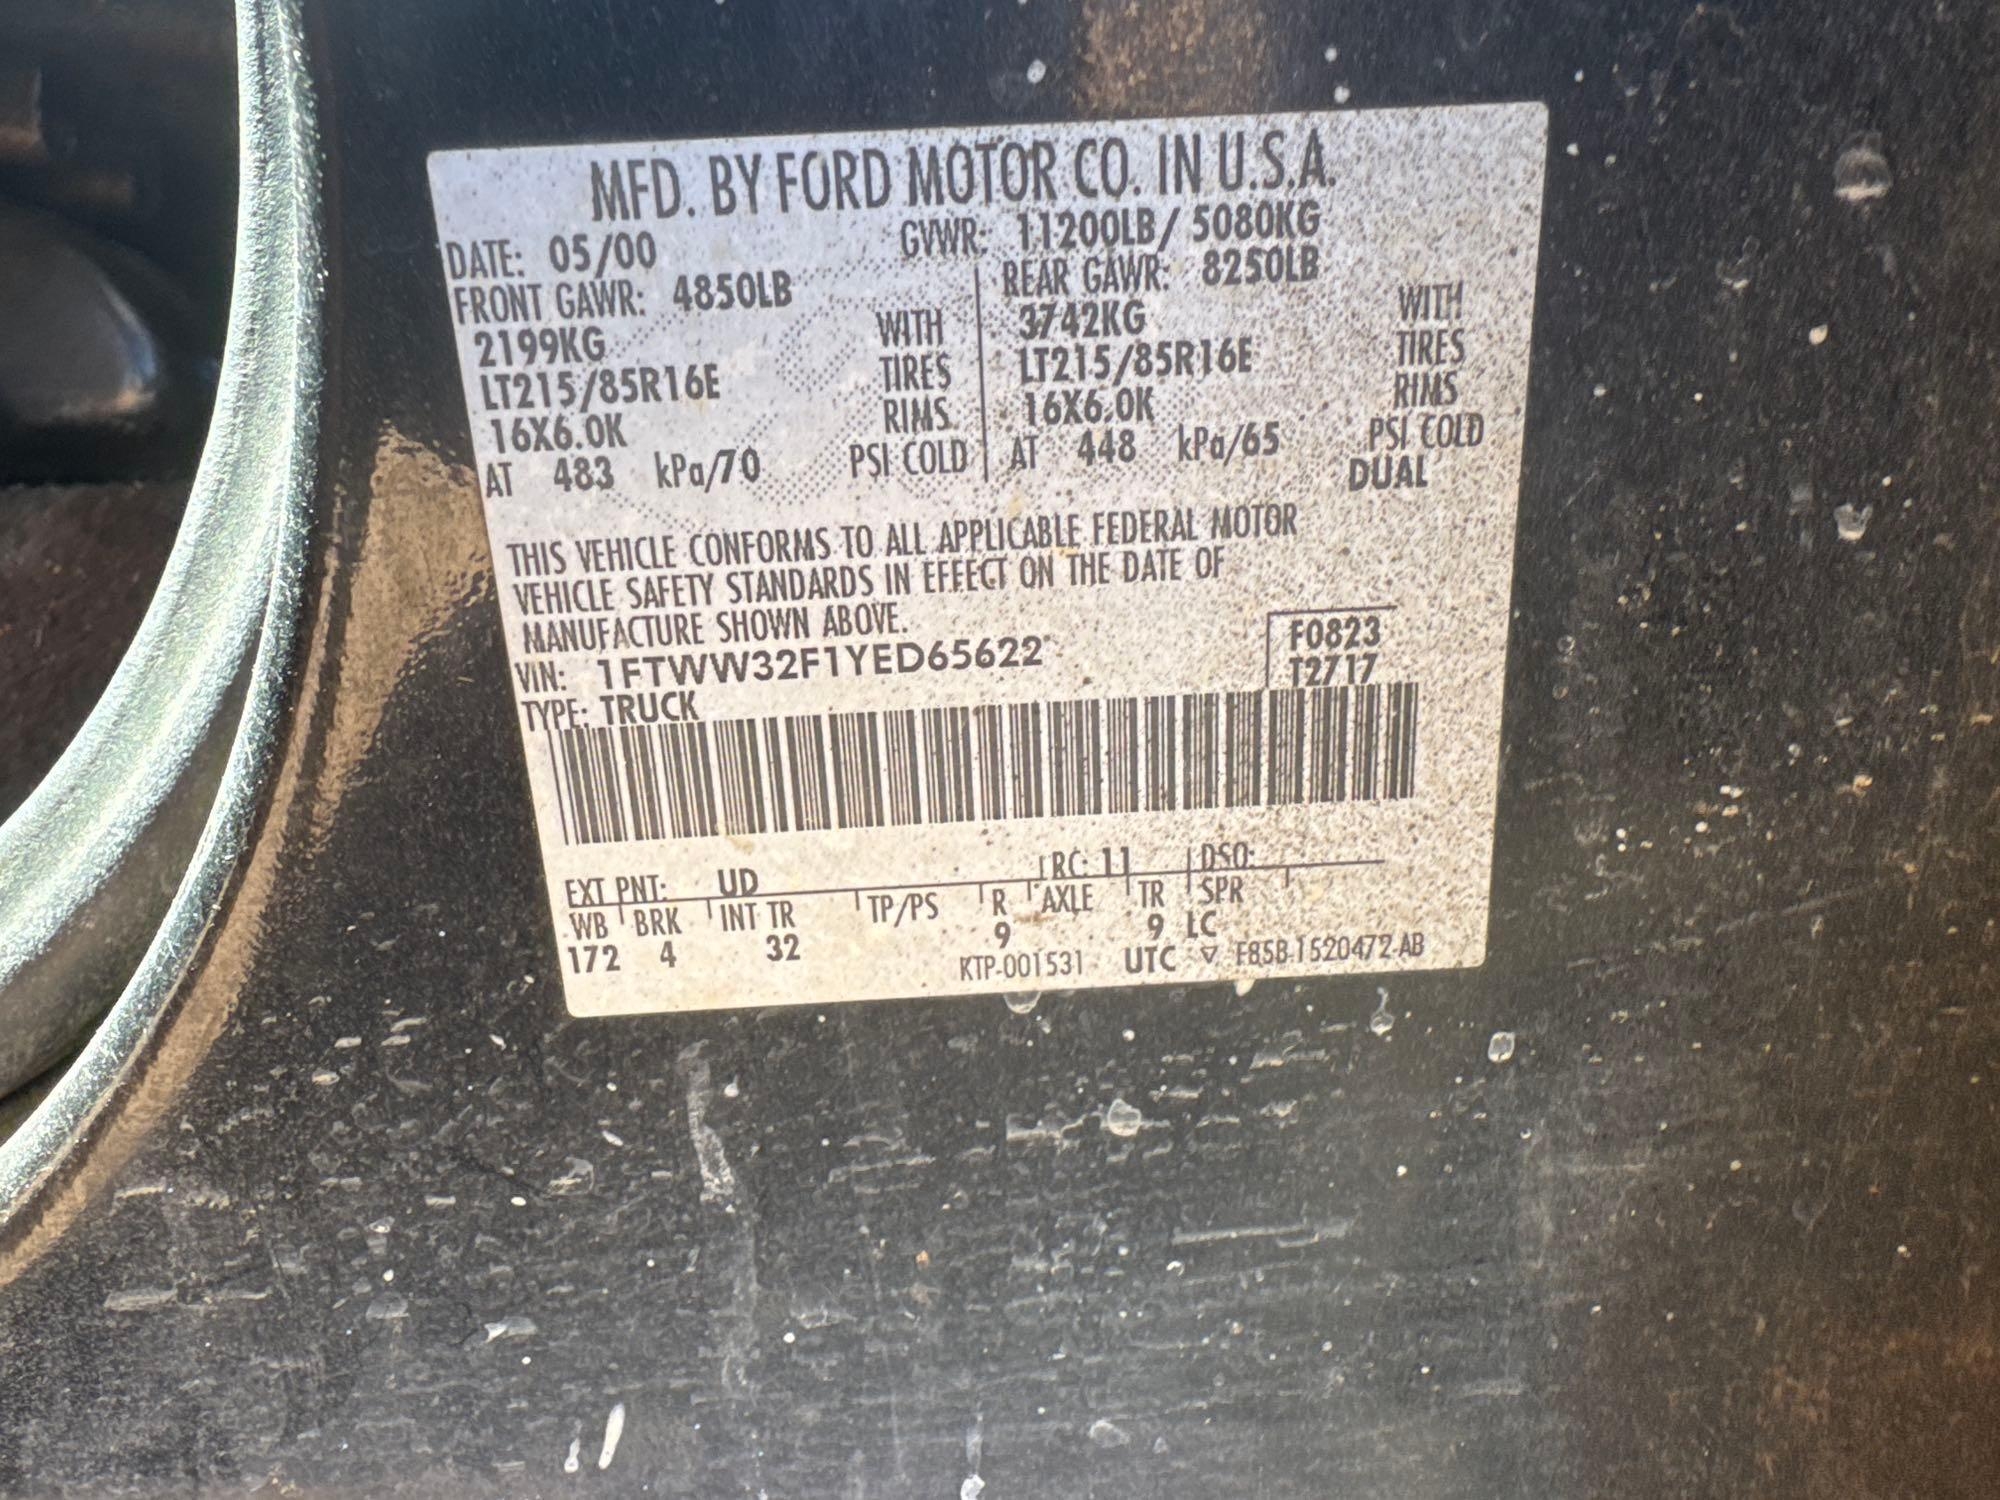 MFD. BY FORD MOTOR CO. IN U.S.A.
DATE: 05/00 GVWR: 11200LB/ 5080KG
FRONT GAWR: 4850LB REAR GAWR: 8250LB
2199KG WITH 3742KG WITH
LT215/85R16E TIRES LT215/85R16E TIRES
16X6.0K RIMS 16X6.0K RIMS
AT 483 kPa/70 PSI COLD AT 448 kPa/65 PSI COLD
DUAL
THIS VEHICLE CONFORMS TO ALL APPLICABLE FEDERAL MOTOR
VEHICLE SAFETY STANDARDS IN EFFECT ON THE DATE OF
MANUFACTURE SHOWN ABOVE.
VIN: 1FTWW32F1YED65622 F0823
TYPE: TRUCK T2717
EXT PNT: UD RC: 11 DSO:
WB BRK INT TR TP/PS R AXLE TR SPR
172 4 32 9 9 LC
KTP-001531 UTC F85B-1520472-AB